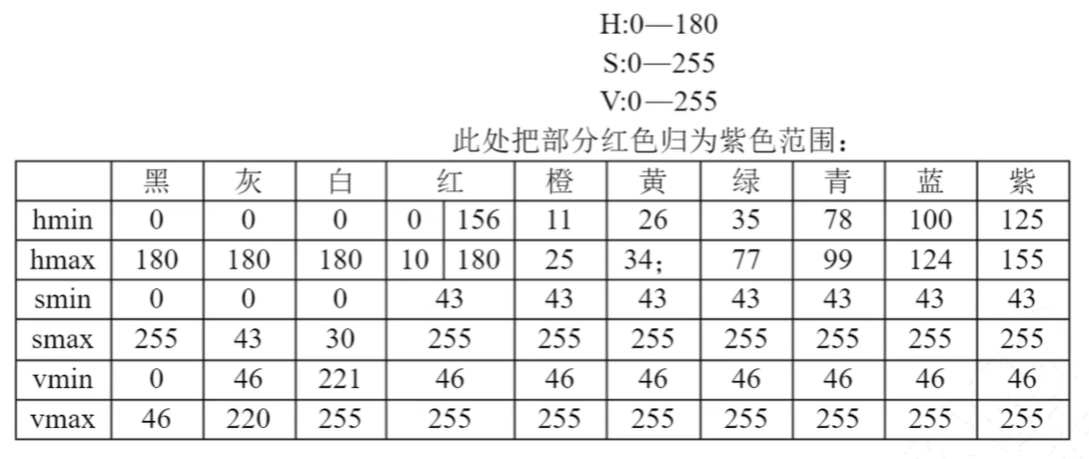 H:0—180
S:0—255
V:0—255
此处把部分红色归为紫色范围：
黑 灰 白 红 橙 黄 绿 青 蓝 紫
hmin 0 0 0 0 156 11 26 35 78 100 125
hmax 180 180 180 10 180 25 34; 77 99 124 155
smin 0 0 0 43 43 43 43 43 43 43
smax 255 43 30 255 255 255 255 255 255 255
vmin 0 46 221 46 46 46 46 46 46 46
vmax 46 220 255 255 255 255 255 255 255 255